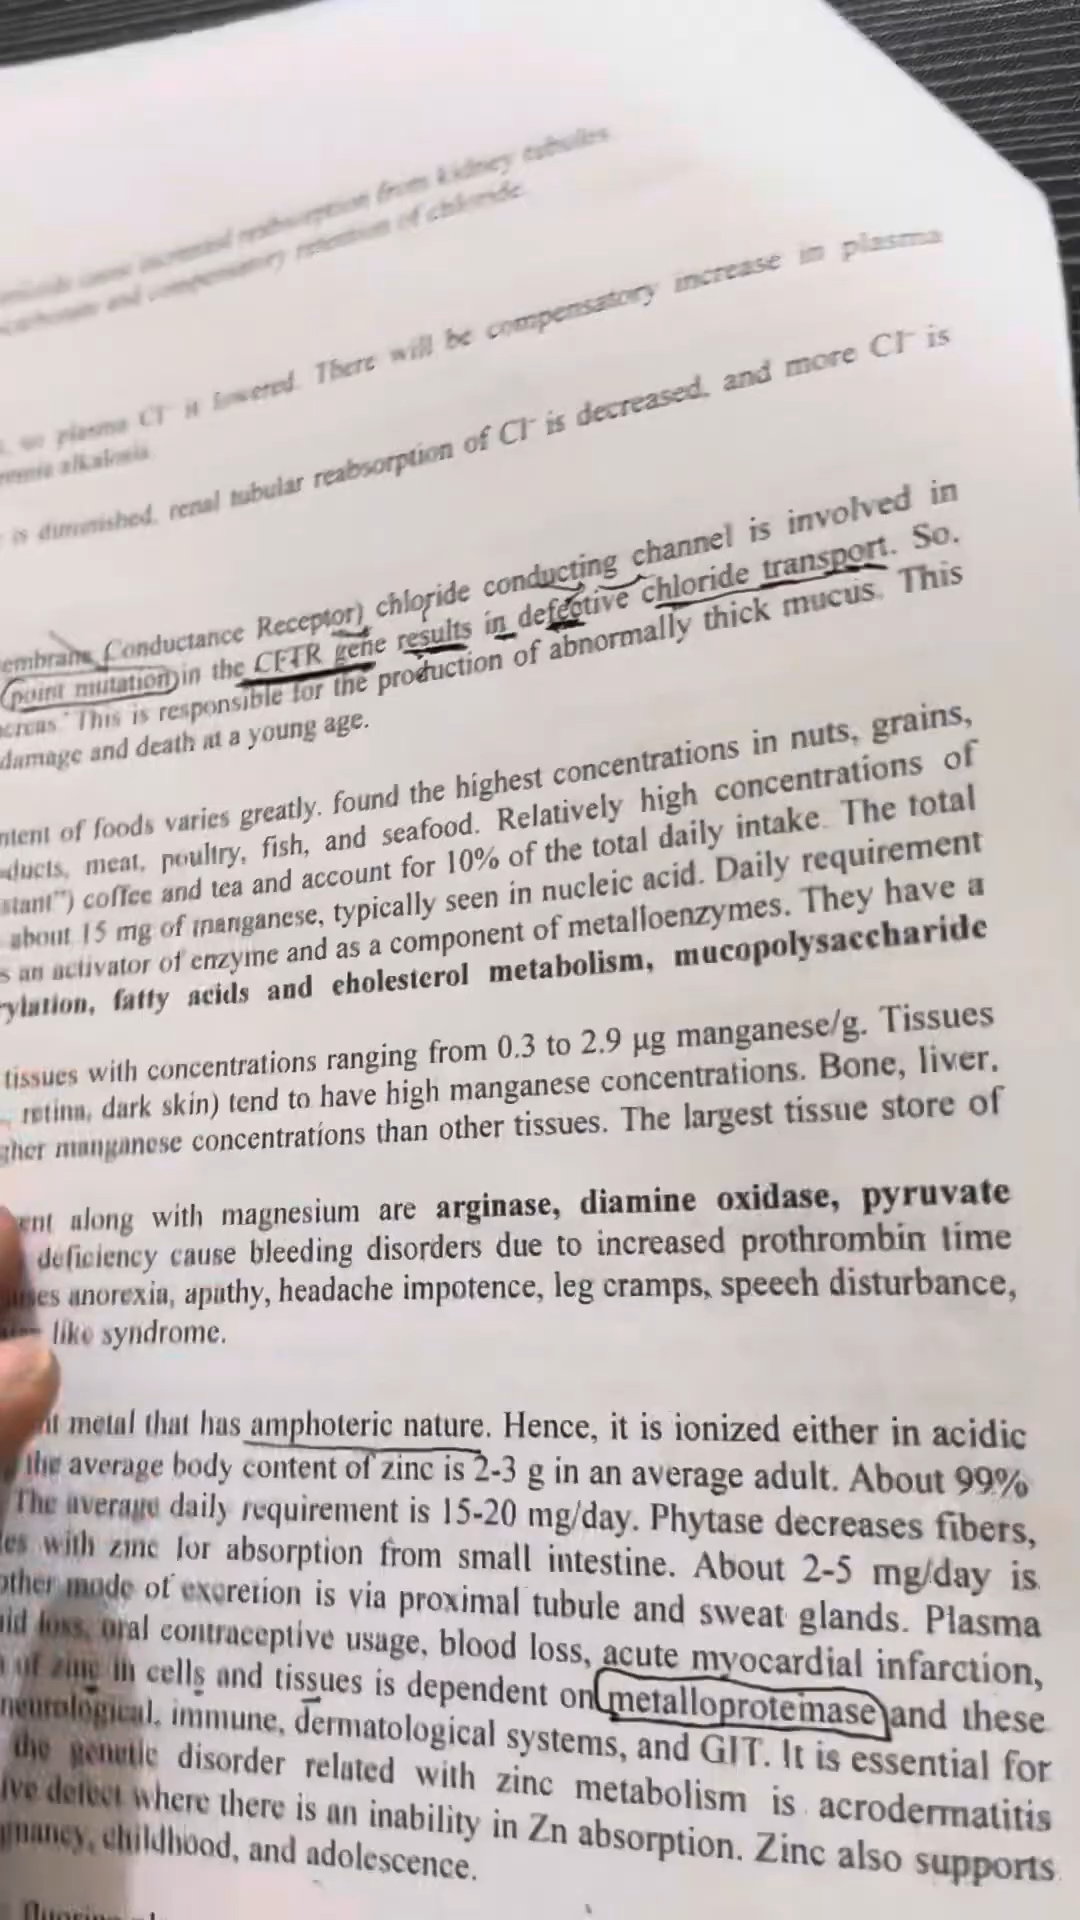 increased reabsorption from kidney tubules
and compensatory retention of chloride.
so plasma Cl⁻ is lowered. There will be compensatory increase in plasma
alkalosis.
is diminished, renal tubular reabsorption of Cl⁻ is decreased, and more Cl⁻ is
Conductance Receptor) chloride conducting channel is involved in
point mutation in the CFTR gene results in defective chloride transport. So,
This is responsible for the production of abnormally thick mucus. This
damage and death at a young age.
of foods varies greatly. found the highest concentrations in nuts, grains,
meat, poultry, fish, and seafood. Relatively high concentrations of
coffee and tea and account for 10% of the total daily intake. The total
about 15 mg of manganese, typically seen in nucleic acid. Daily requirement
an activator of enzyme and as a component of metalloenzymes. They have a
fatty acids and cholesterol metabolism, mucopolysaccharide
tissues with concentrations ranging from 0.3 to 2.9 µg manganese/g. Tissues
retina, dark skin) tend to have high manganese concentrations. Bone, liver,
manganese concentrations than other tissues. The largest tissue store of
along with magnesium are arginase, diamine oxidase, pyruvate
deficiency cause bleeding disorders due to increased prothrombin time
anorexia, apathy, headache impotence, leg cramps, speech disturbance,
like syndrome.
metal that has amphoteric nature. Hence, it is ionized either in acidic
the average body content of zinc is 2-3 g in an average adult. About 99%
The average daily requirement is 15-20 mg/day. Phytase decreases fibers,
with zinc for absorption from small intestine. About 2-5 mg/day is
other mode of excretion is via proximal tubule and sweat glands. Plasma
loss, oral contraceptive usage, blood loss, acute myocardial infarction,
of zinc in cells and tissues is dependent on metalloproteinase and these
neurological, immune, dermatological systems, and GIT. It is essential for
the genetic disorder related with zinc metabolism is acrodermatitis
defect where there is an inability in Zn absorption. Zinc also supports
childhood, and adolescence.